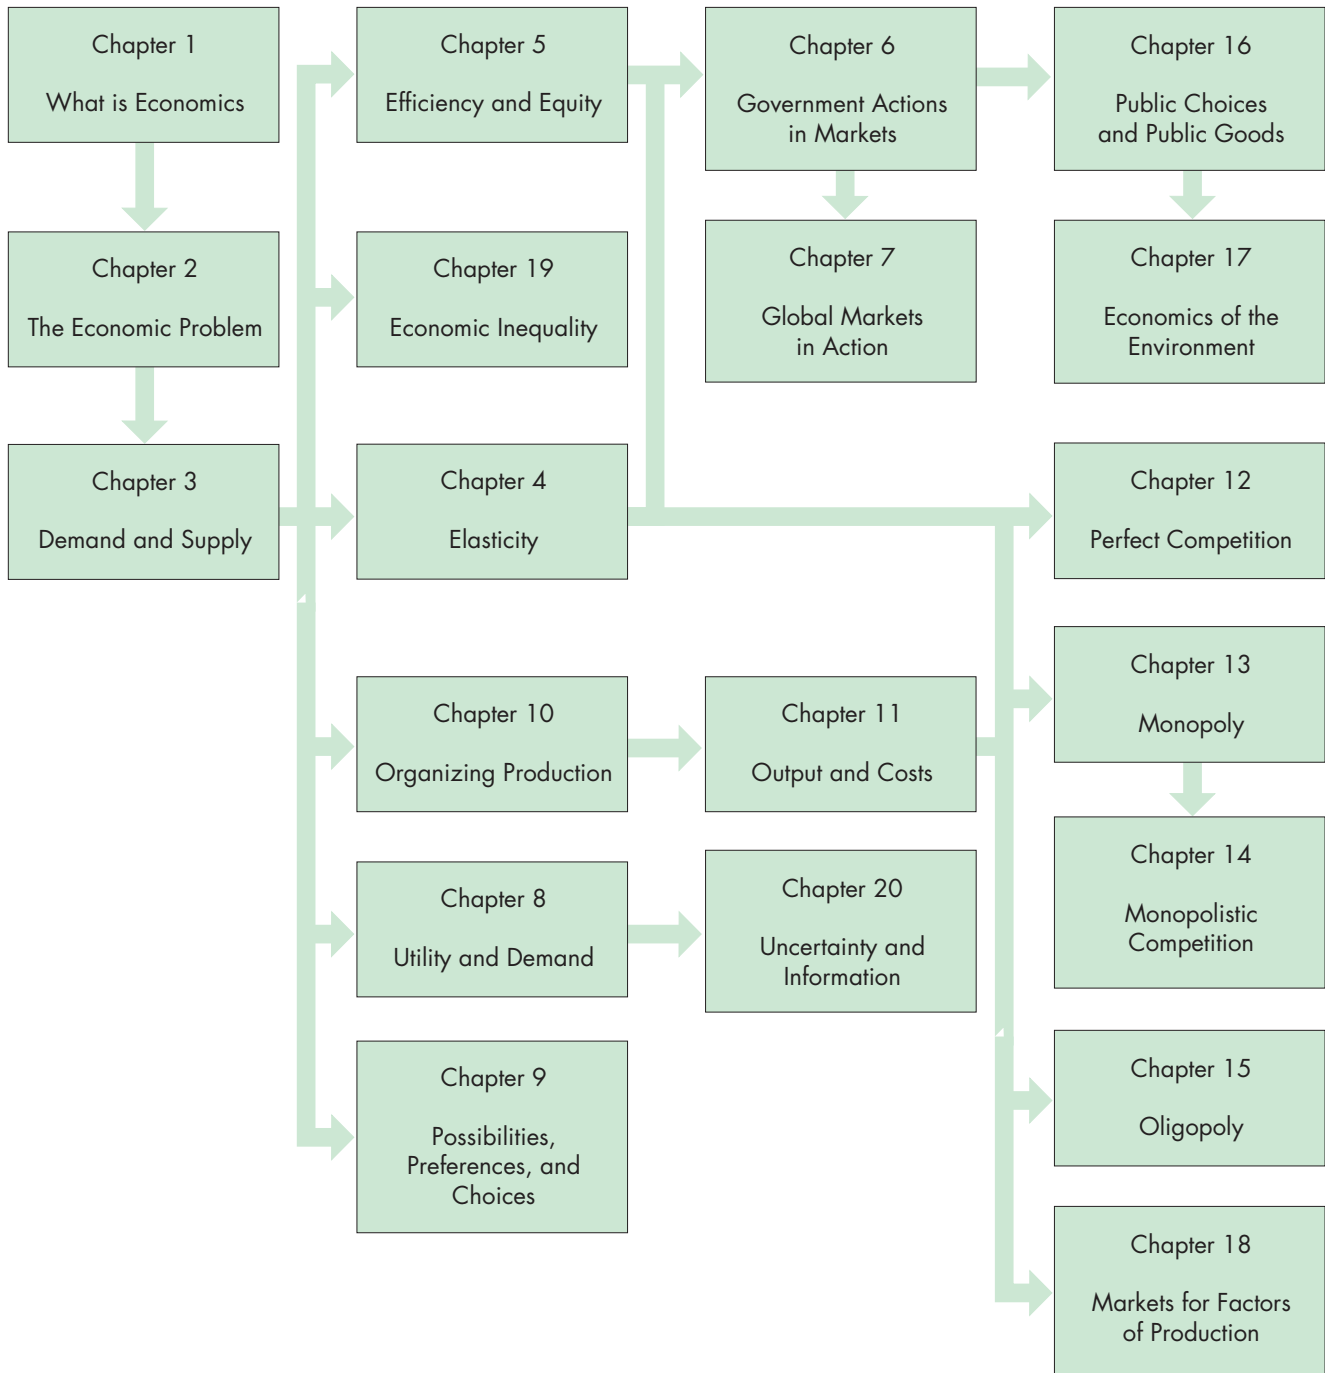 Chapter 1
What is Economics
Chapter 2
The Economic Problem
Chapter 3
Demand and Supply
Chapter 5
Efficiency and Equity
Chapter 19
Economic Inequality
Chapter 4
Elasticity
Chapter 10
Organizing Production
Chapter 8
Utility and Demand
Chapter 9
Possibilities,
Preferences, and
Choices
Chapter 6
Government Actions
in Markets
Chapter 7
Global Markets
in Action
Chapter 11
Output and Costs
Chapter 20
Uncertainty and
Information
Chapter 16
Public Choices
and Public Goods
Chapter 17
Economics of the
Environment
Chapter 12
Perfect Competition
Chapter 13
Monopoly
Chapter 14
Monopolistic
Competition
Chapter 15
Oligopoly
Chapter 18
Markets for Factors
of Production